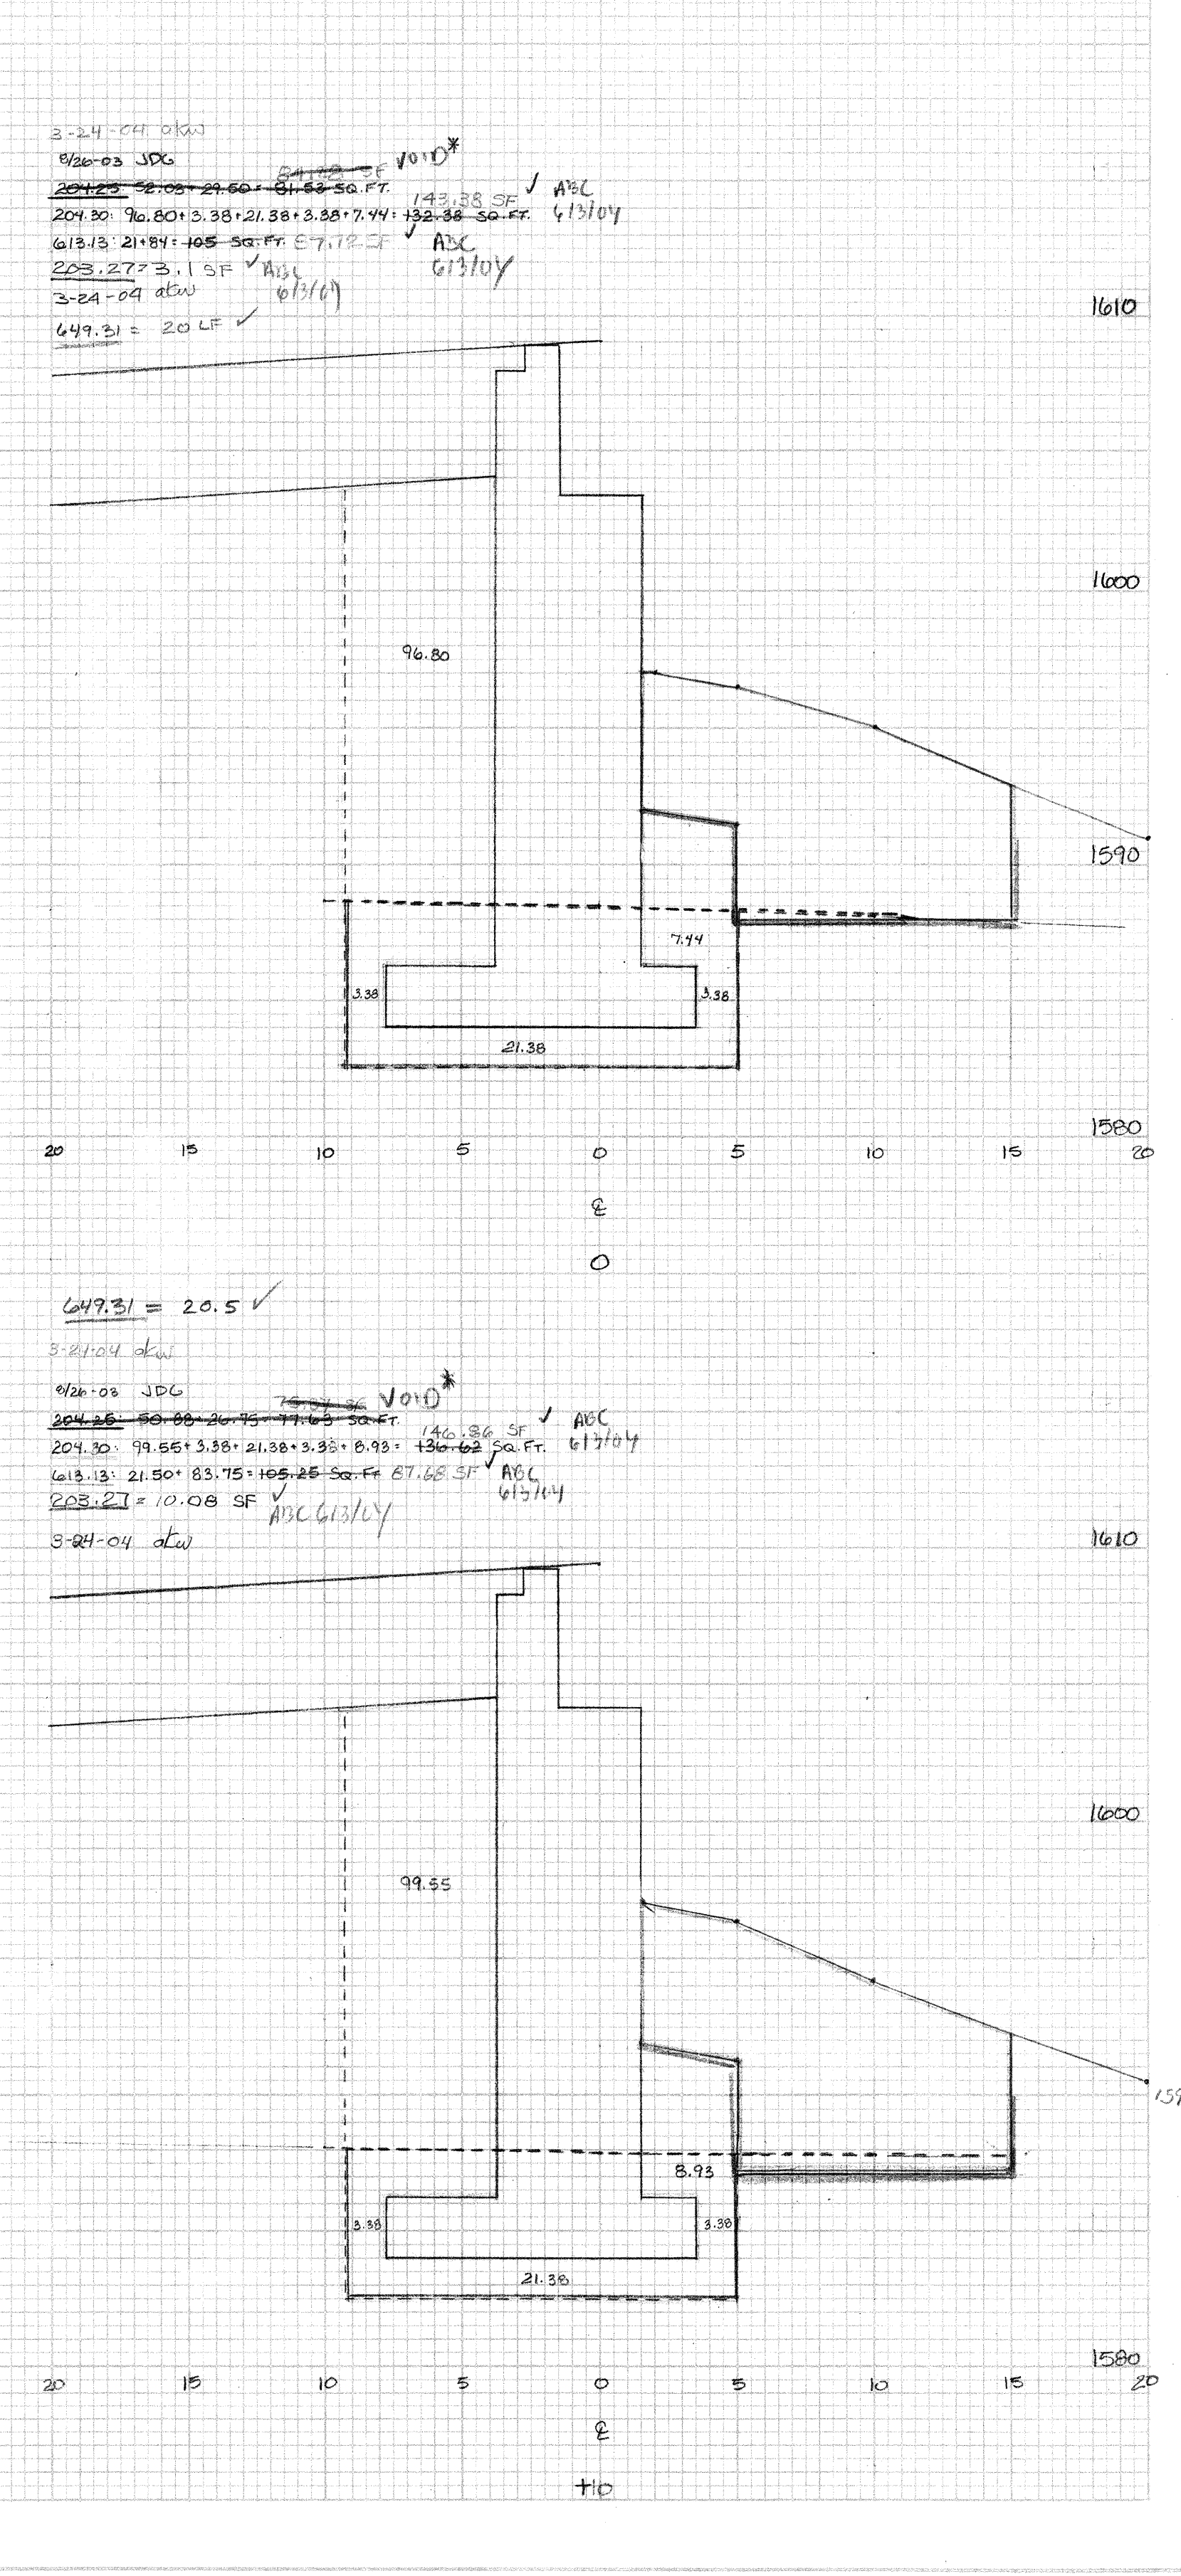 3-24-04 akw
8/26-03 JDG
SF VOID*
204.25 52.03+29.50= 81.53 SQ.FT.
143.38 SF ✓ ABC
204.30: 96.80+3.38+21.38+3.38+7.44= 132.38 SQ.FT. 6/3/04
613.13: 21+84= 105 SQ.FT. 87.72 SF ✓ ABC
6/3/04
203.27=3.1 SF ✓ ABC
6/3/04
3-24-04 akw
649.31 = 20 LF ✓
1610
1600
96.80
1590
7.44
3.38
3.38
21.38
1580
20 15 10 5 0 5 10 15 20
℄
0
649.31 = 20.5 ✓
3-24-04 akw
8/26-03 JDG
VOID*
204.25: 50.88+26.75= 77.63 SQ.FT.
146.86 SF ✓ ABC
204.30: 99.55+3.38+21.38+3.38+8.93= 136.62 SQ.FT. 6/3/04
613.13: 21.50+83.75=105.25 SQ.FT 87.68 SF ✓ ABC
6/3/04
203.27 = 10.08 SF ✓
ABC 6/3/04
3-24-04 akw
1610
1600
99.55
159
8.93
3.38
3.38
21.38
1580
20 15 10 5 0 5 10 15 20
℄
+10